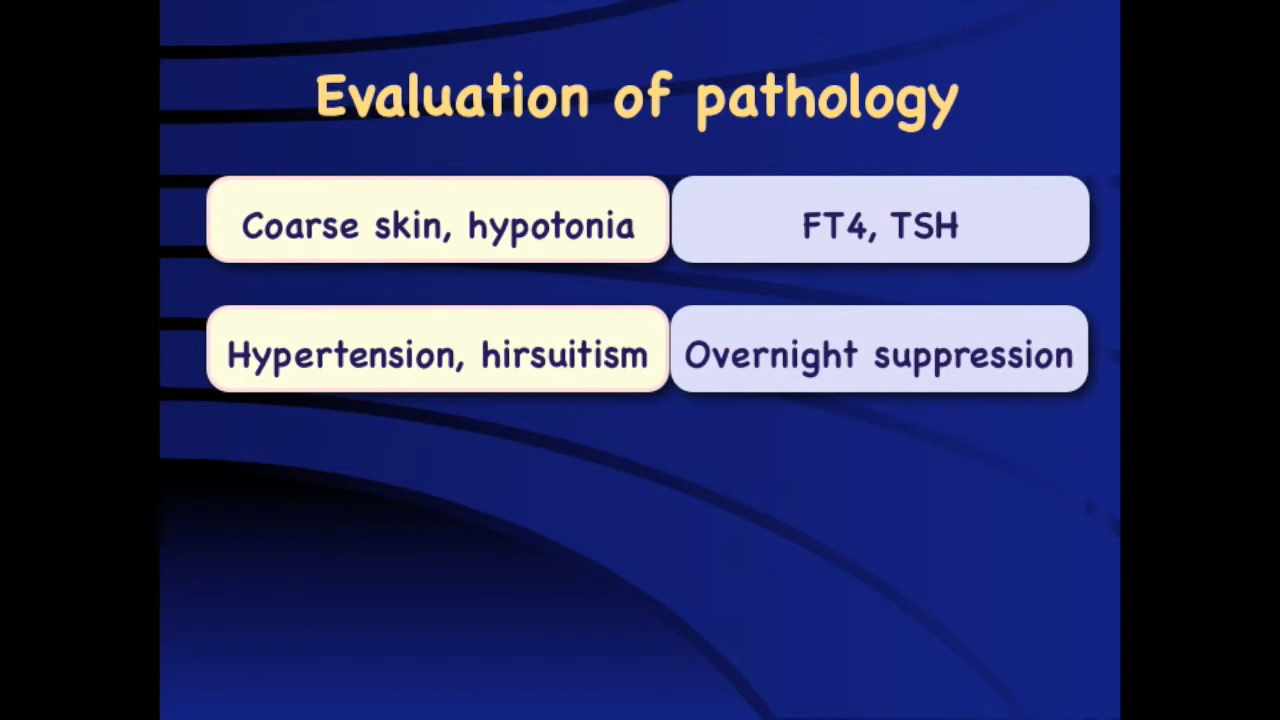 Evaluation of pathology
Coarse skin, hypotonia
FT4, TSH
Hypertension, hirsuitism
Overnight suppression